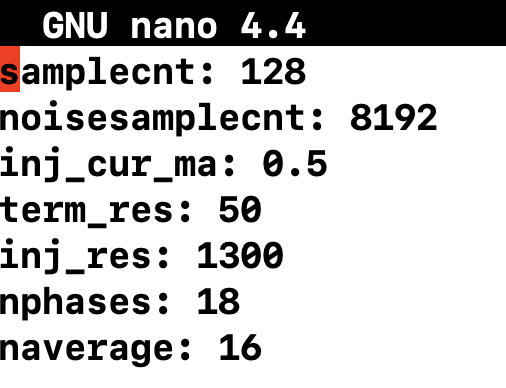 GNU nano 4.4
samplecnt: 128
noisesamplecnt: 8192
inj_cur_ma: 0.5
term_res: 50
inj_res: 1300
nphases: 18
naverage: 16